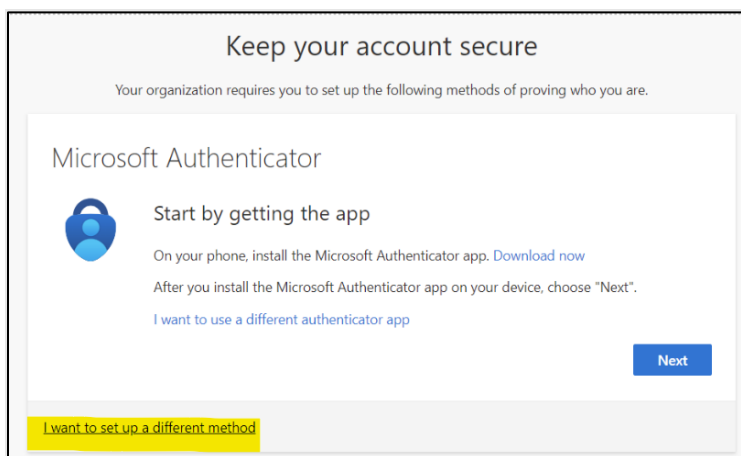 Keep your account secure
Your organization requires you to set up the following methods of proving who you are.
Microsoft Authenticator
Start by getting the app
On your phone, install the Microsoft Authenticator app. Download now
After you install the Microsoft Authenticator app on your device, choose "Next".
I want to use a different authenticator app
Next
I want to set up a different method